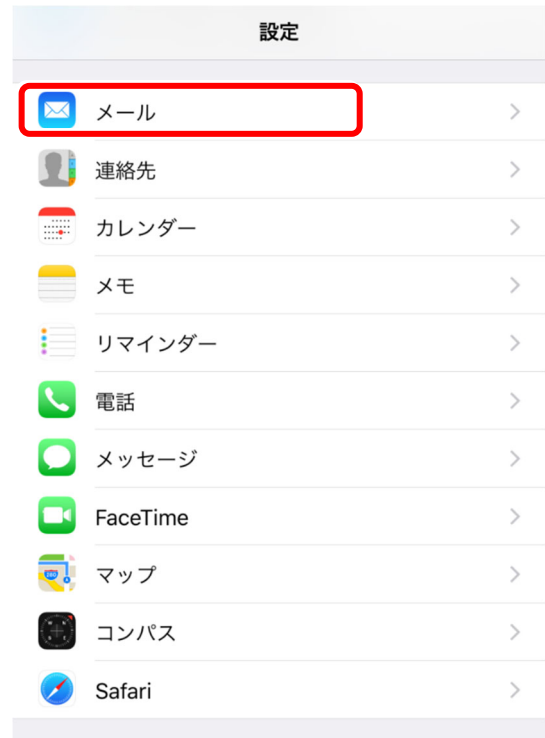 設定
メール
連絡先
カレンダー
メモ
リマインダー
電話
メッセージ
FaceTime
マップ
コンパス
Safari